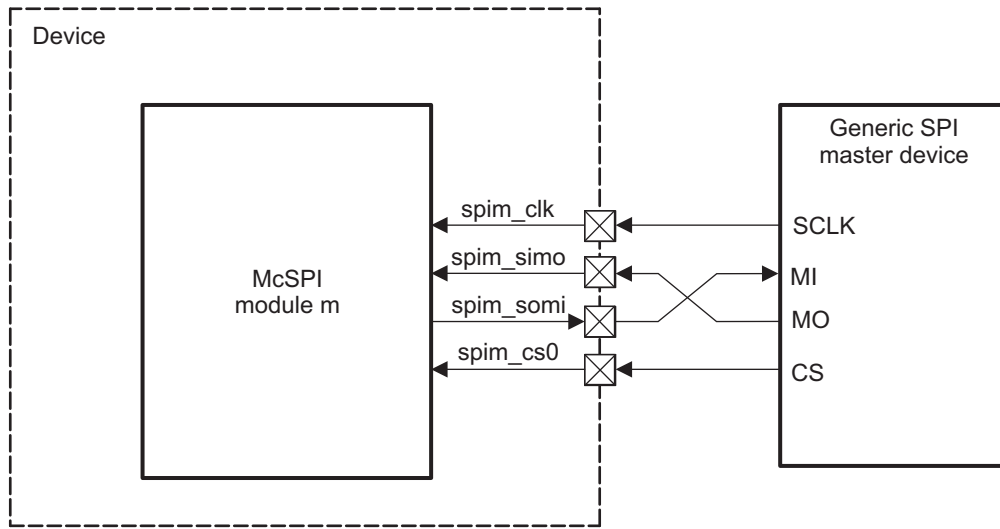 Device
Generic SPI
master device
spim_clk
SCLK
McSPI
module m
spim_simo
MI
spim_somi
MO
spim_cs0
CS